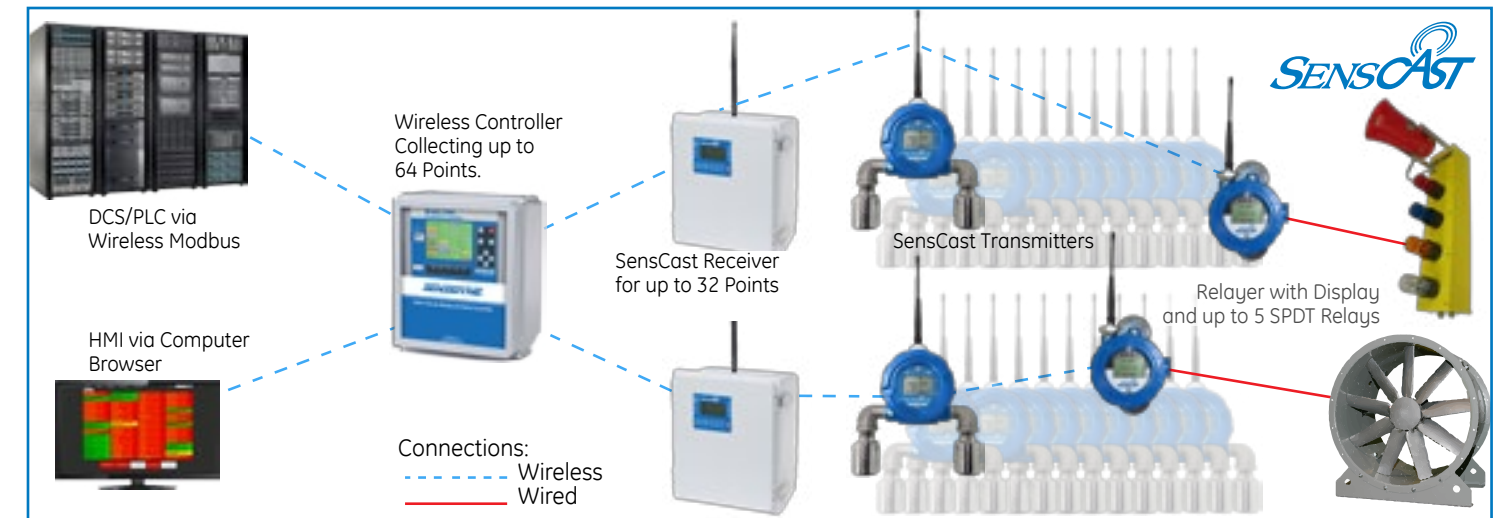 SENSCAST
Wireless Controller
Collecting up to
64 Points.
DCS/PLC via
Wireless Modbus
SensCast Receiver
for up to 32 Points
SensCast Transmitters
Relayer with Display
and up to 5 SPDT Relays
HMI via Computer
Browser
SENSIDYNE
Connections:
Wireless
Wired